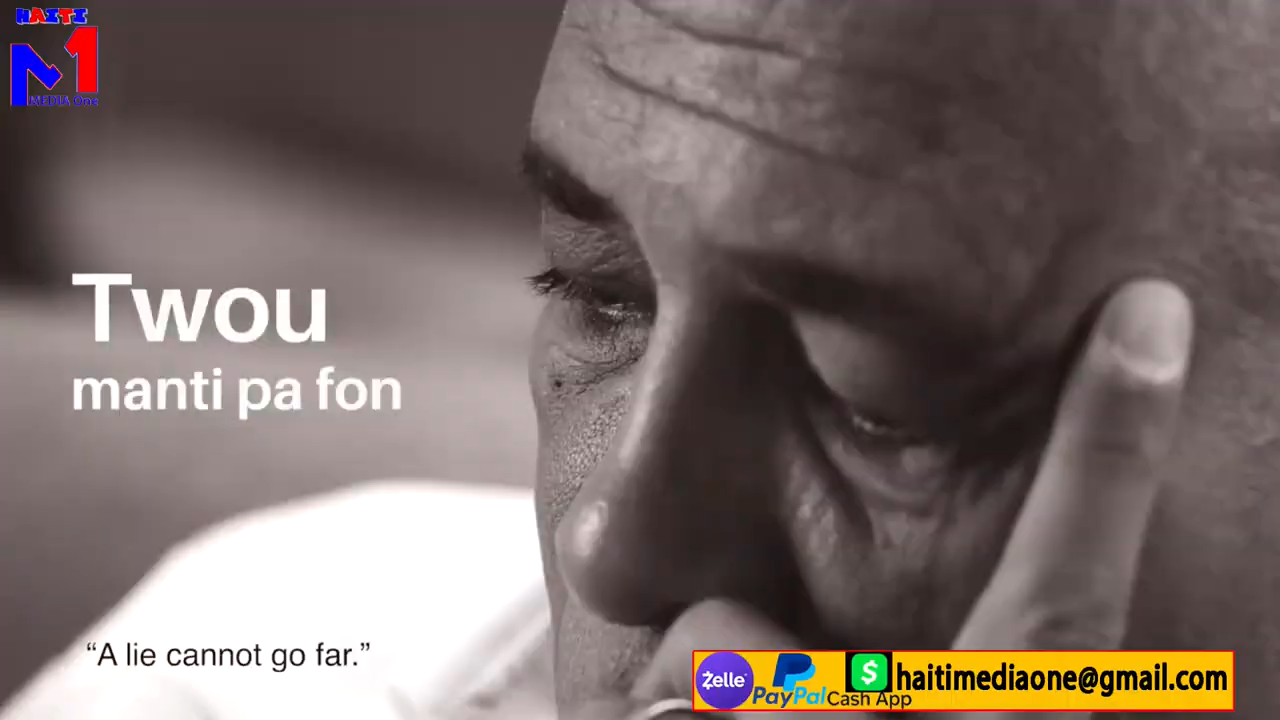 HAITI
M1
MEDIA One
Twou
manti pa fon
“A lie cannot go far.”
Zelle
PayPal
$
Cash App
haitimediaone@gmail.com